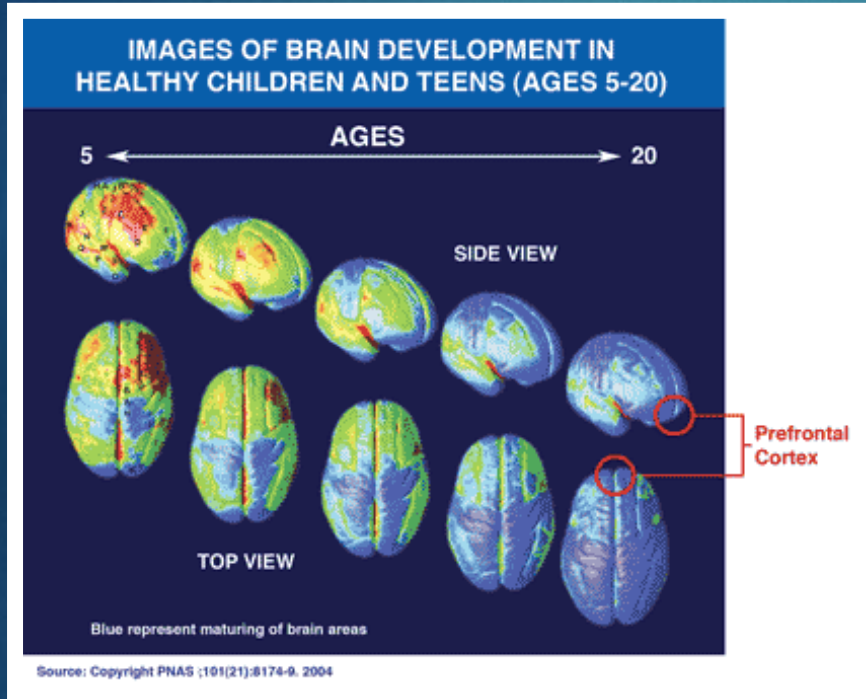 IMAGES OF BRAIN DEVELOPMENT IN
HEALTHY CHILDREN AND TEENS (AGES 5-20)
AGES
5
20
SIDE VIEW
Prefrontal
Cortex
TOP VIEW
Blue represent maturing of brain areas
Source: Copyright PNAS ;101(21):8174-9. 2004